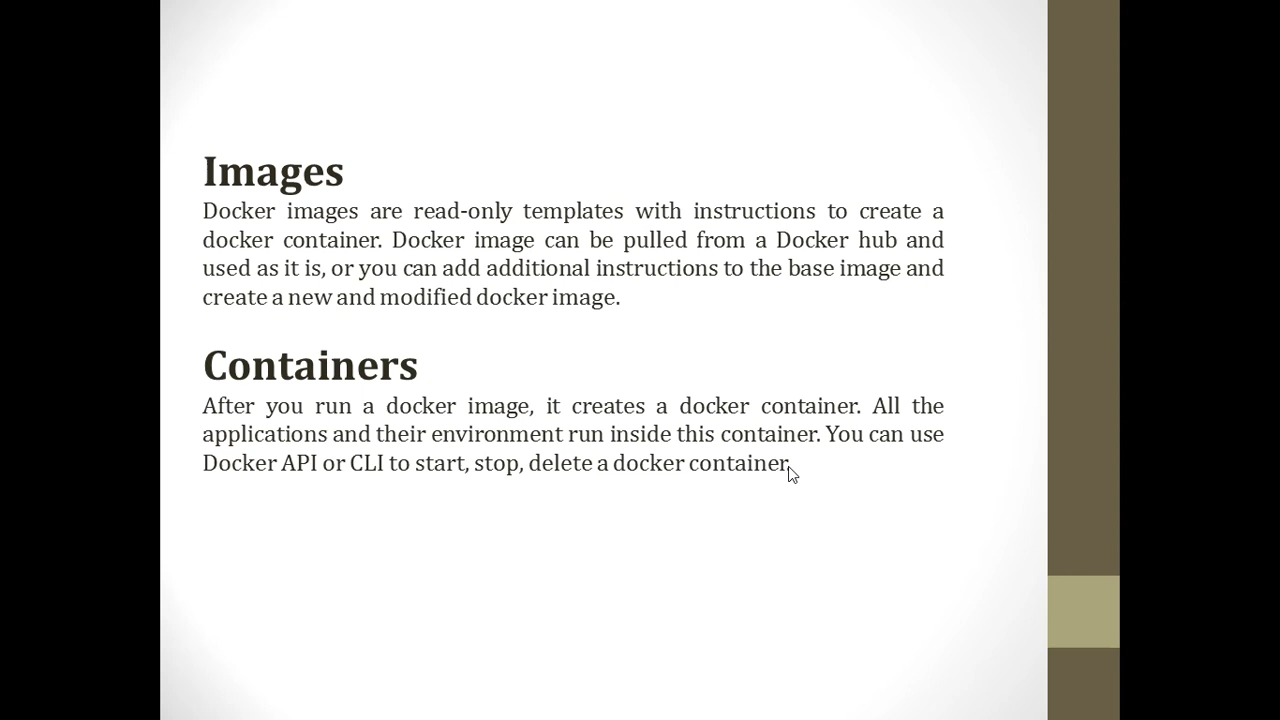 Images
Docker images are read-only templates with instructions to create a
docker container. Docker image can be pulled from a Docker hub and
used as it is, or you can add additional instructions to the base image and
create a new and modified docker image.
Containers
After you run a docker image, it creates a docker container. All the
applications and their environment run inside this container. You can use
Docker API or CLI to start, stop, delete a docker container.